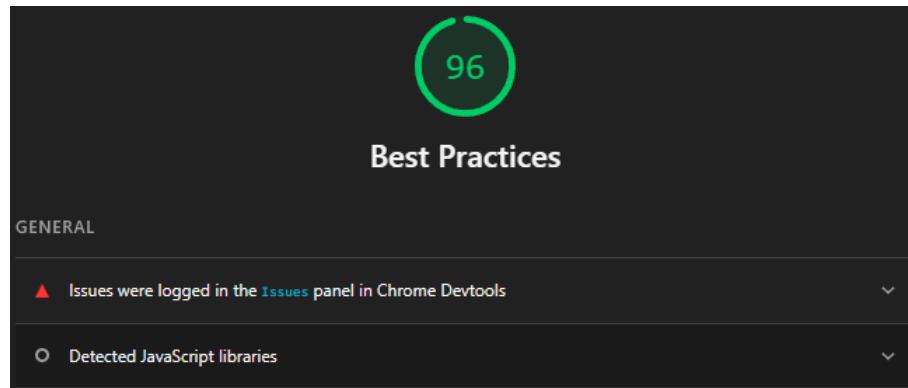 96
Best Practices
GENERAL
Issues were logged in the Issues panel in Chrome Devtools
Detected JavaScript libraries